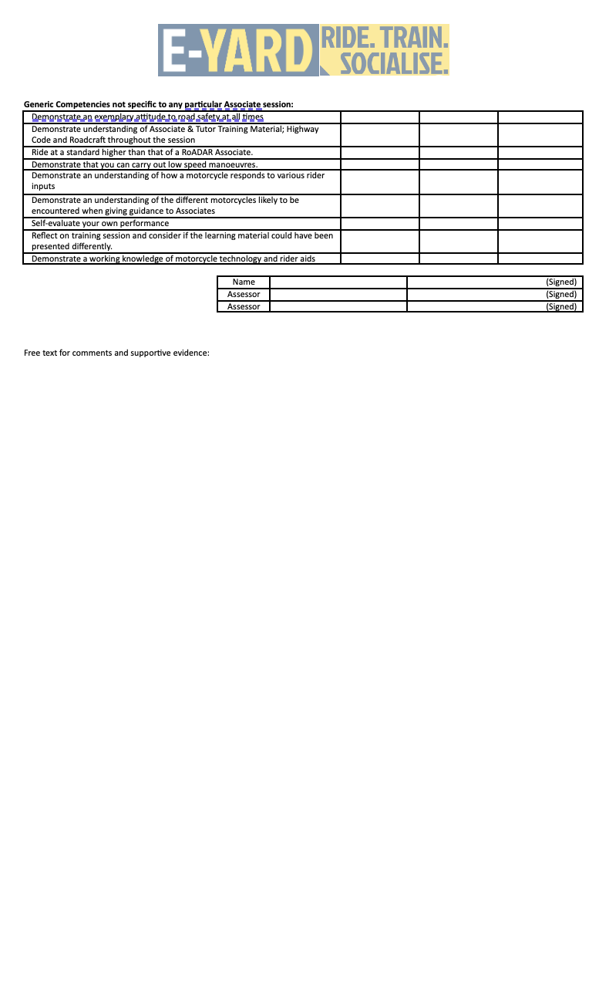 E-YARD RIDE. TRAIN.
SOCIALISE.
Generic Competencies not specific to any particular Associate session:
Demonstrate an exemplary attitude to road safety at all times
Demonstrate understanding of Associate & Tutor Training Material; Highway
Code and Roadcraft throughout the session
Ride at a standard higher than that of a RoADAR Associate.
Demonstrate that you can carry out low speed manoeuvres.
Demonstrate an understanding of how a motorcycle responds to various rider
inputs
Demonstrate an understanding of the different motorcycles likely to be
encountered when giving guidance to Associates
Self-evaluate your own performance
Reflect on training session and consider if the learning material could have been
presented differently.
Demonstrate a working knowledge of motorcycle technology and rider aids
Name (Signed)
Assessor (Signed)
Assessor (Signed)
Free text for comments and supportive evidence: